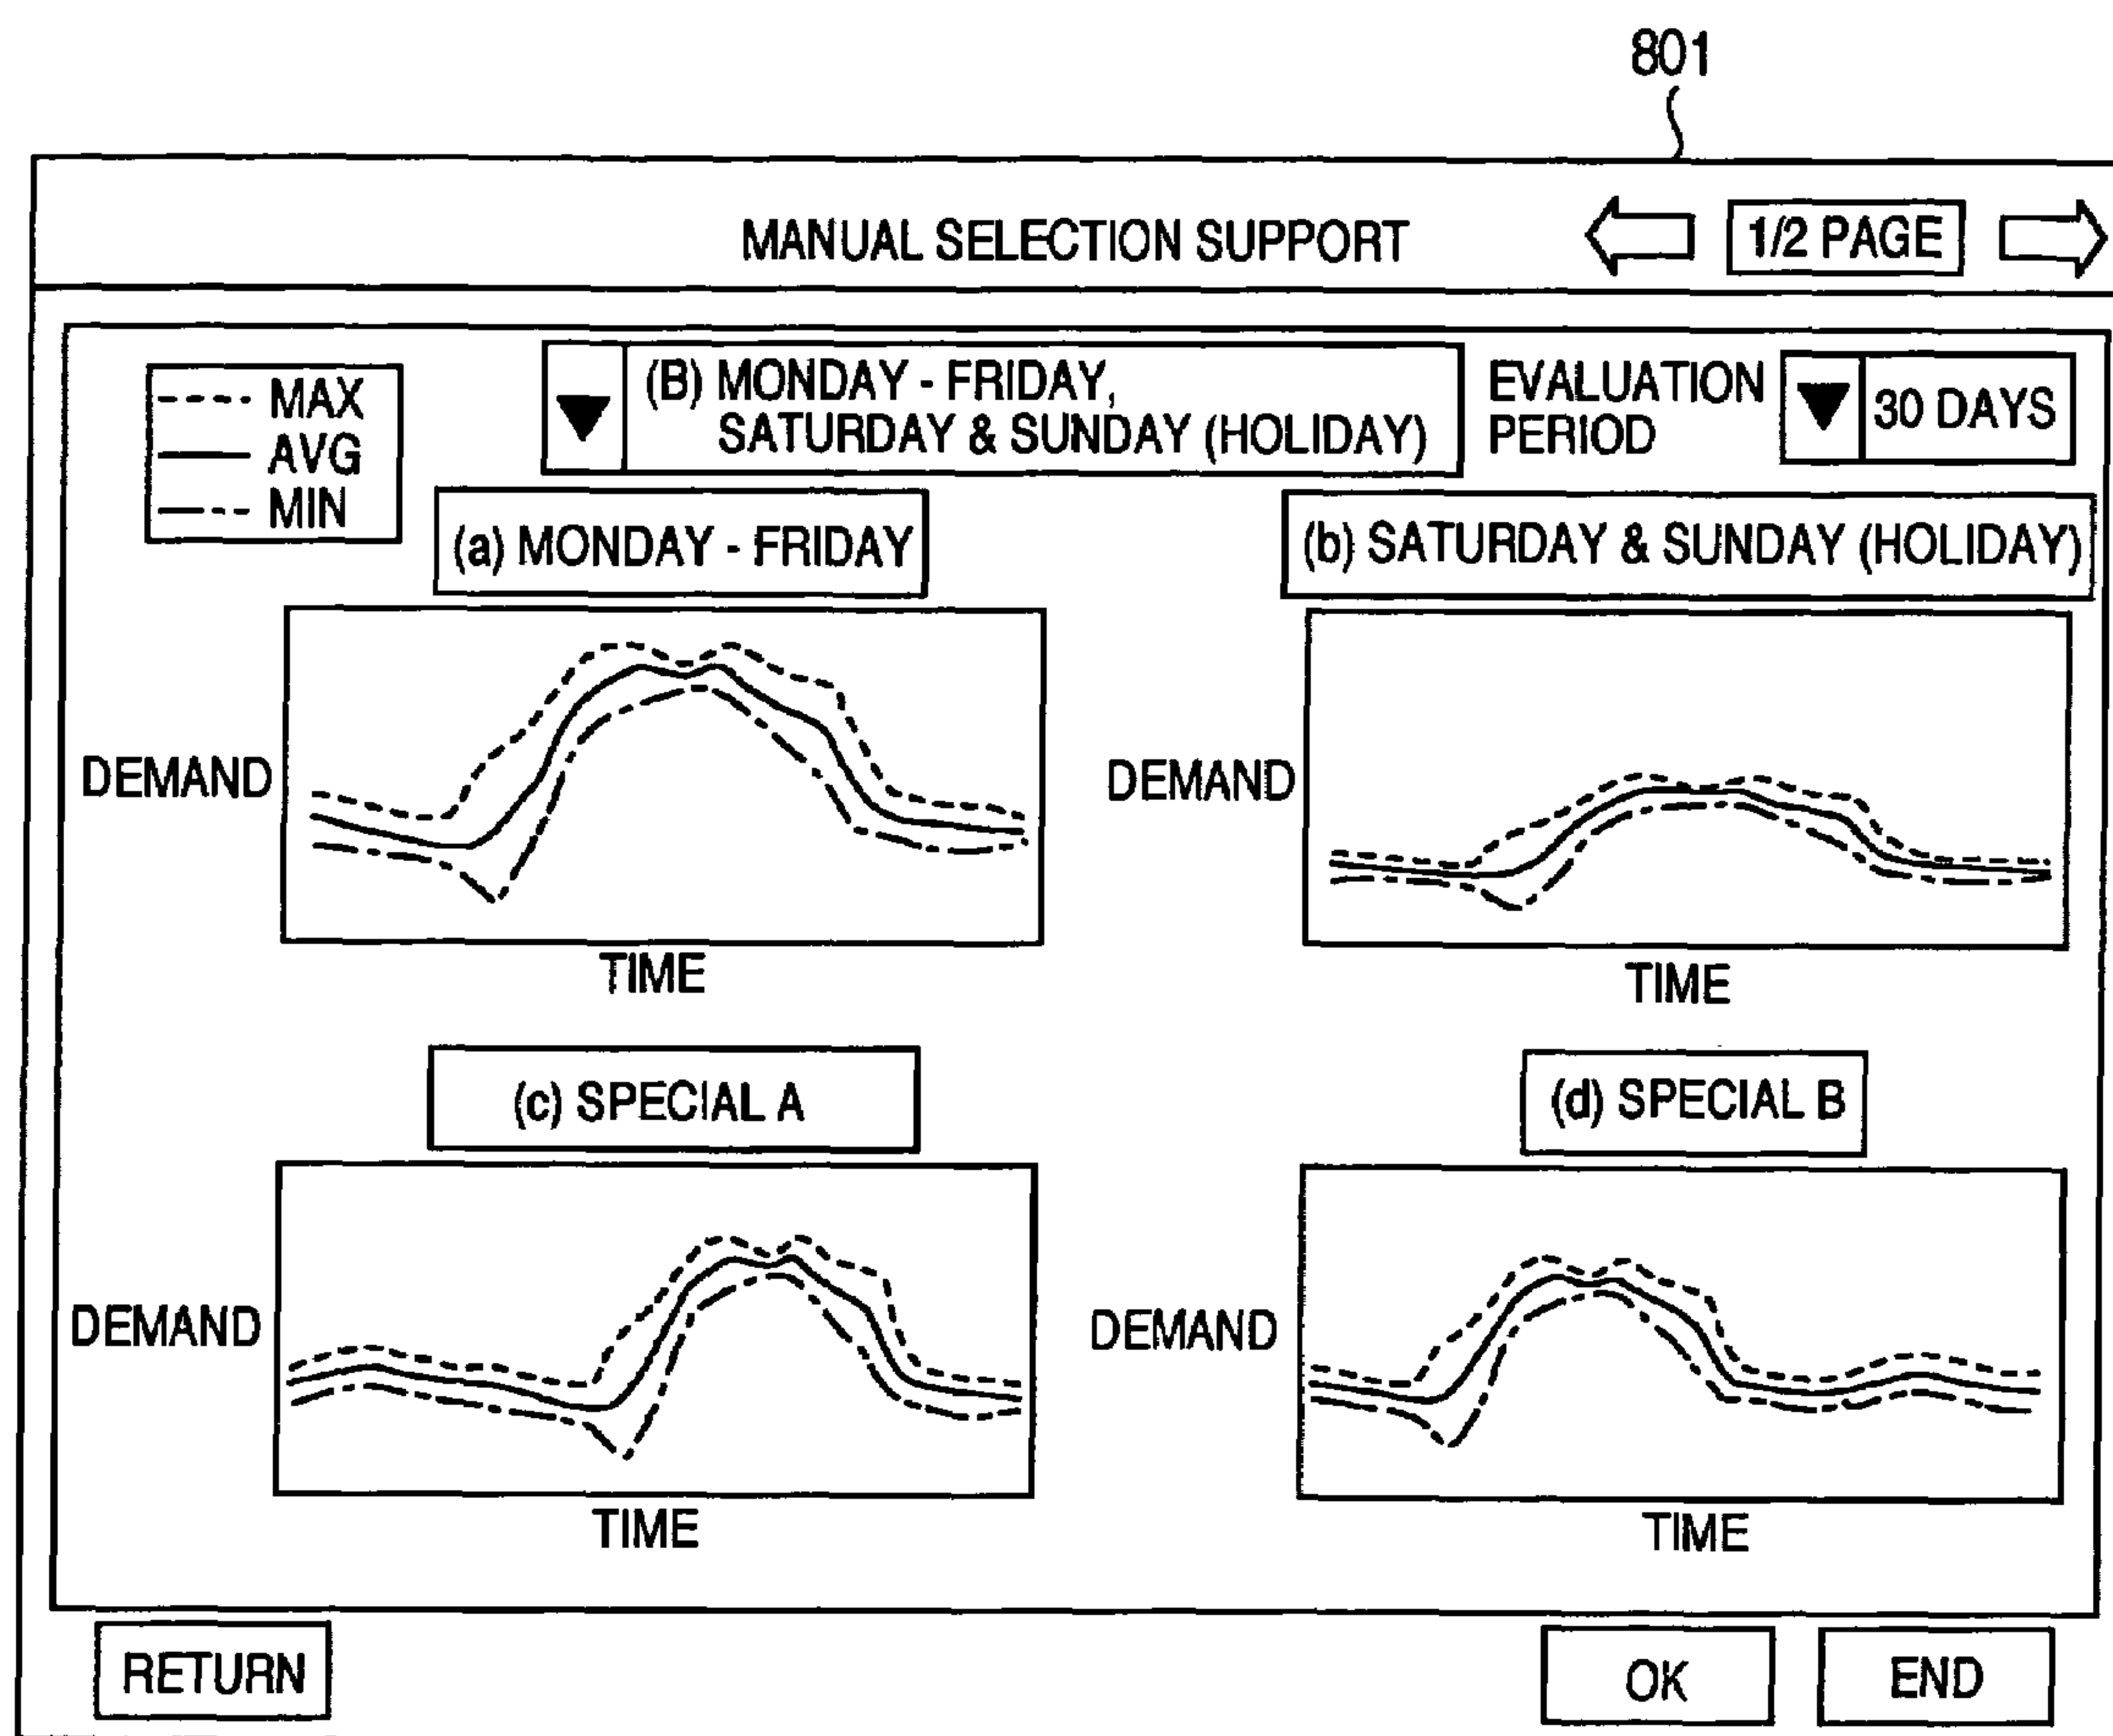 801
MANUAL SELECTION SUPPORT
1/2 PAGE
MAX
AVG
MIN
(B) MONDAY - FRIDAY,
SATURDAY & SUNDAY (HOLIDAY)
EVALUATION
PERIOD
30 DAYS
(a) MONDAY - FRIDAY
(b) SATURDAY & SUNDAY (HOLIDAY)
DEMAND
DEMAND
TIME
TIME
(c) SPECIAL A
(d) SPECIAL B
DEMAND
DEMAND
TIME
TIME
RETURN
OK
END